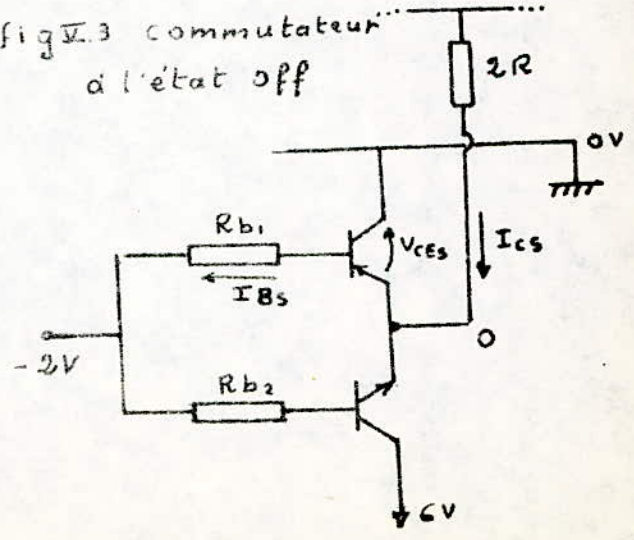 fig V.3 commutateur
à l'état Off
2R
0V
Rb1
VCES
ICS
IBS
-2V
O
Rb2
6V